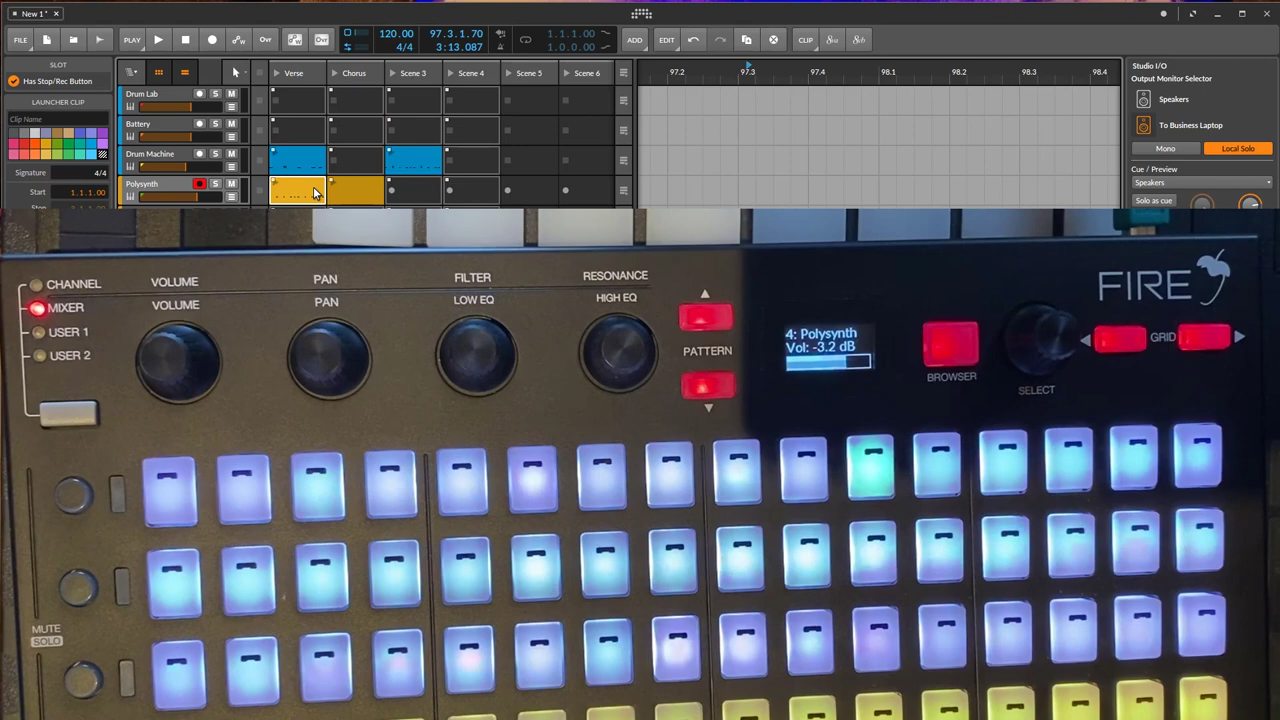 New 1* ×
FILE PLAY Ovr 120.00 97.3.1.70 1.1.1.00 ADD EDIT CLIP
4/4 3:13.087 1.0.0.00
SLOT
Has Stop/Rec Button
LAUNCHER CLIP
Clip Name
Signature 4/4
Start 1.1.1.00
Verse Chorus Scene 3 Scene 4 Scene 5 Scene 6
97.2 97.3 97.4 98.1 98.2 98.3 98.4
Drum Lab S M
Battery S M
Drum Machine S M
Polysynth S M
Studio I/O
Output Monitor Selector
Speakers
To Business Laptop
Mono Local Solo
Cue / Preview
Speakers
Solo as cue
CHANNEL VOLUME PAN FILTER RESONANCE
MIXER VOLUME PAN LOW EQ HIGH EQ
USER 1
USER 2
PATTERN
4: Polysynth
Vol: -3.2 dB
BROWSER
SELECT
GRID
FIRE
MUTE
SOLO